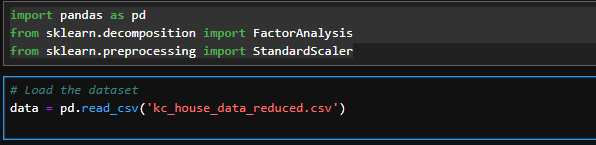 import pandas as pd
from sklearn.decomposition import FactorAnalysis
from sklearn.preprocessing import StandardScaler
# Load the dataset
data = pd.read_csv('kc_house_data_reduced.csv')